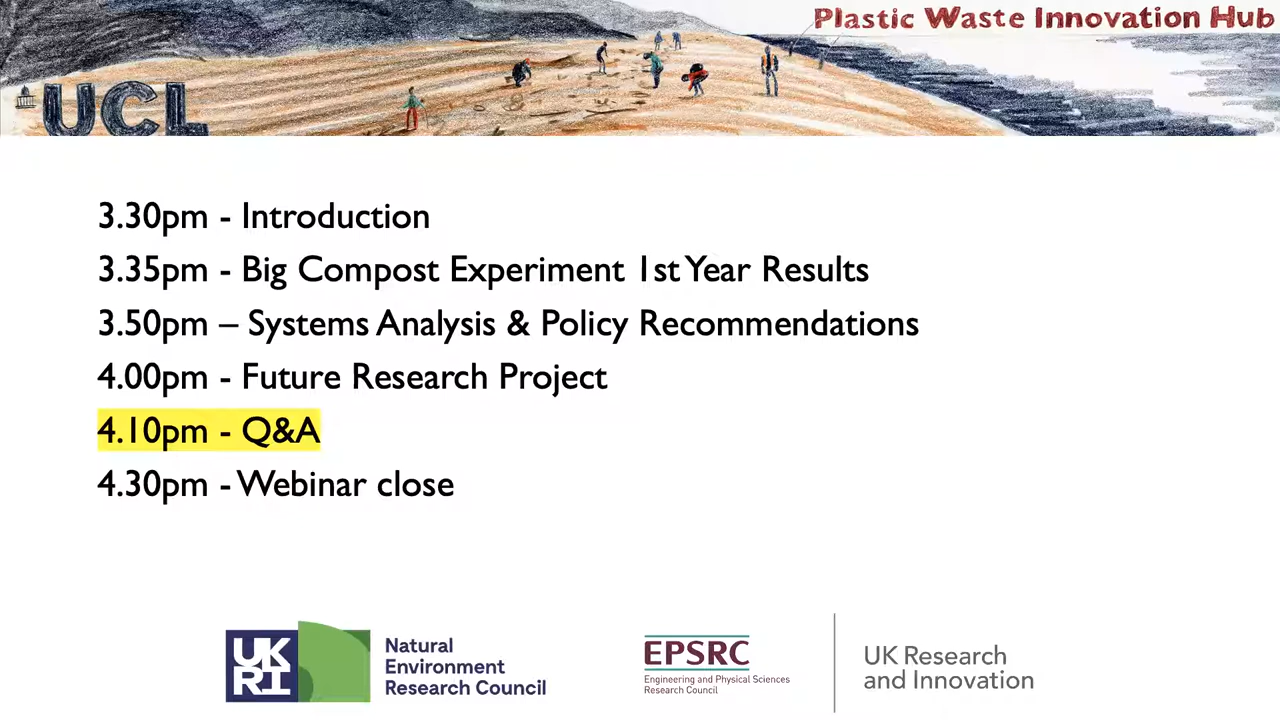 Plastic Waste Innovation Hub
UCL
3.30pm - Introduction
3.35pm - Big Compost Experiment 1st Year Results
3.50pm – Systems Analysis & Policy Recommendations
4.00pm - Future Research Project
4.10pm - Q&A
4.30pm - Webinar close
UK
RI
Natural
Environment
Research Council
EPSRC
Engineering and Physical Sciences
Research Council
UK Research
and Innovation